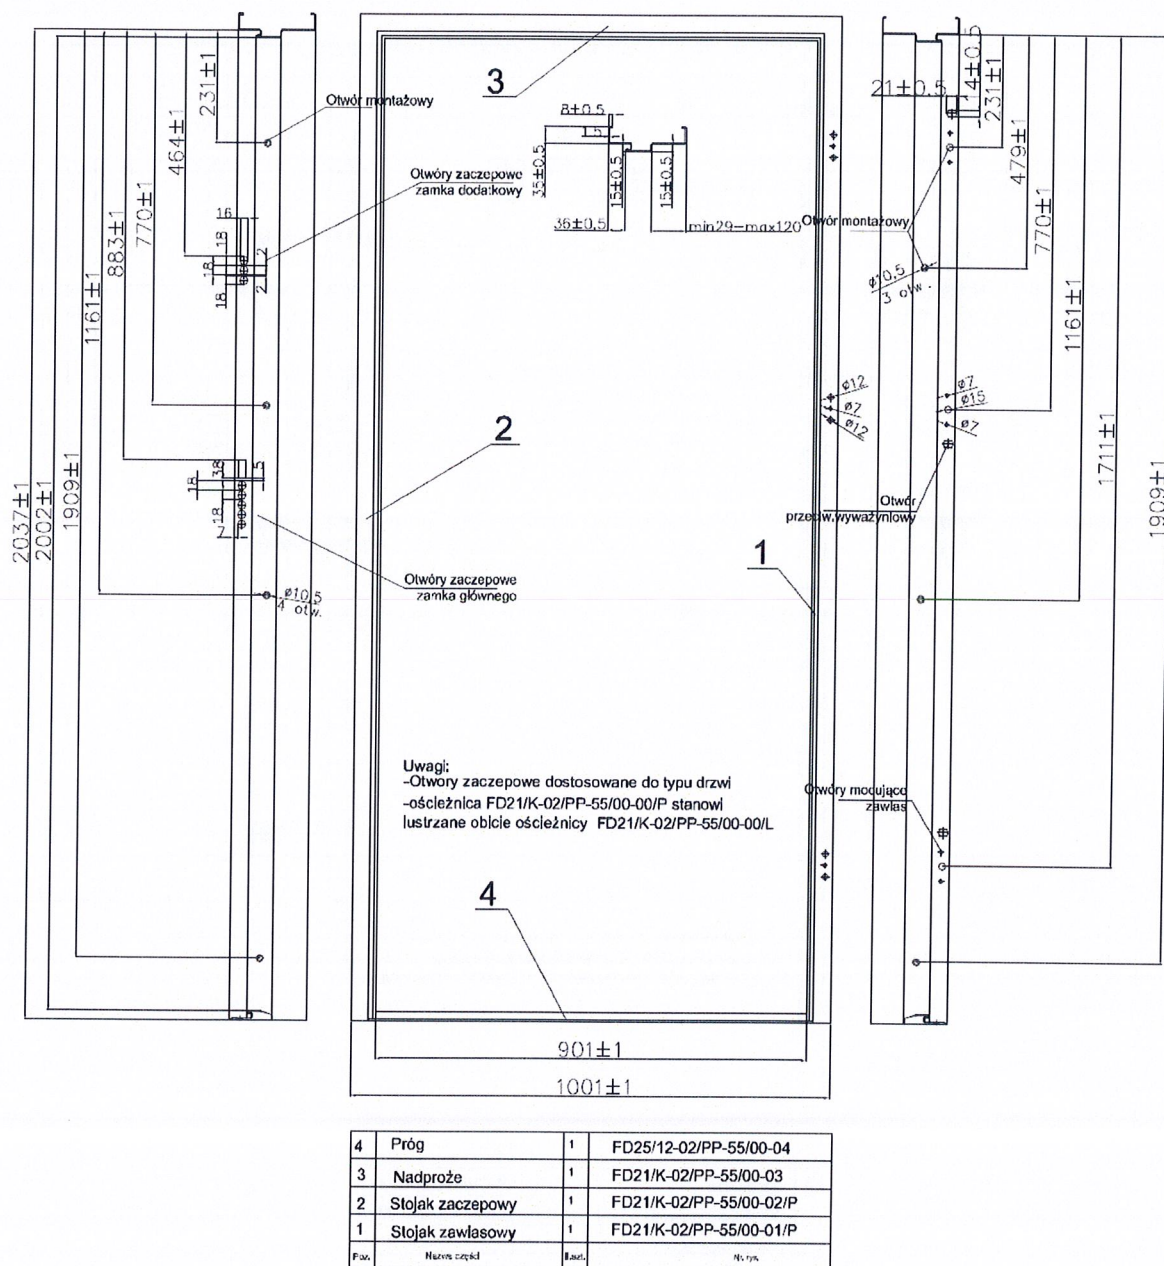 2037±1
2002±1
1909±1
1161±1
883±1
770±1
464±1
231±1
Otwór montażowy
Otwory zaczepowe
zamka dodatkowy
16
18
18
18
2
2
38
5
18
18
7
Otwory zaczepowe
zamka głównego
ø10,5
4 otw.
3
8±0.5
1.5
35±0.5
15±0.5
15±0.5
36±0.5
min29-max120
2
ø12
ø7
ø12
1
Uwagi:
-Otwory zaczepowe dostosowane do typu drzwi
-ościeżnica FD21/K-02/PP-55/00-00/P stanowi
lustrzane obicie ościeżnicy FD21/K-02/PP-55/00-00/L
4
901±1
1001±1
21±0.5
114±0.5
231±1
479±1
770±1
1161±1
1711±1
1909±1
Otwór montażowy
ø10,5
3 otw.
ø7
ø15
ø7
Otwór
przeciw.wyważyniowy
zawias
4 Próg 1 FD25/12-02/PP-55/00-04
3 Nadproże 1 FD21/K-02/PP-55/00-03
2 Stojak zaczepowy 1 FD21/K-02/PP-55/00-02/P
1 Stojak zawiasowy 1 FD21/K-02/PP-55/00-01/P
Poz. Nazwa części Il.szt. Nr. rys.